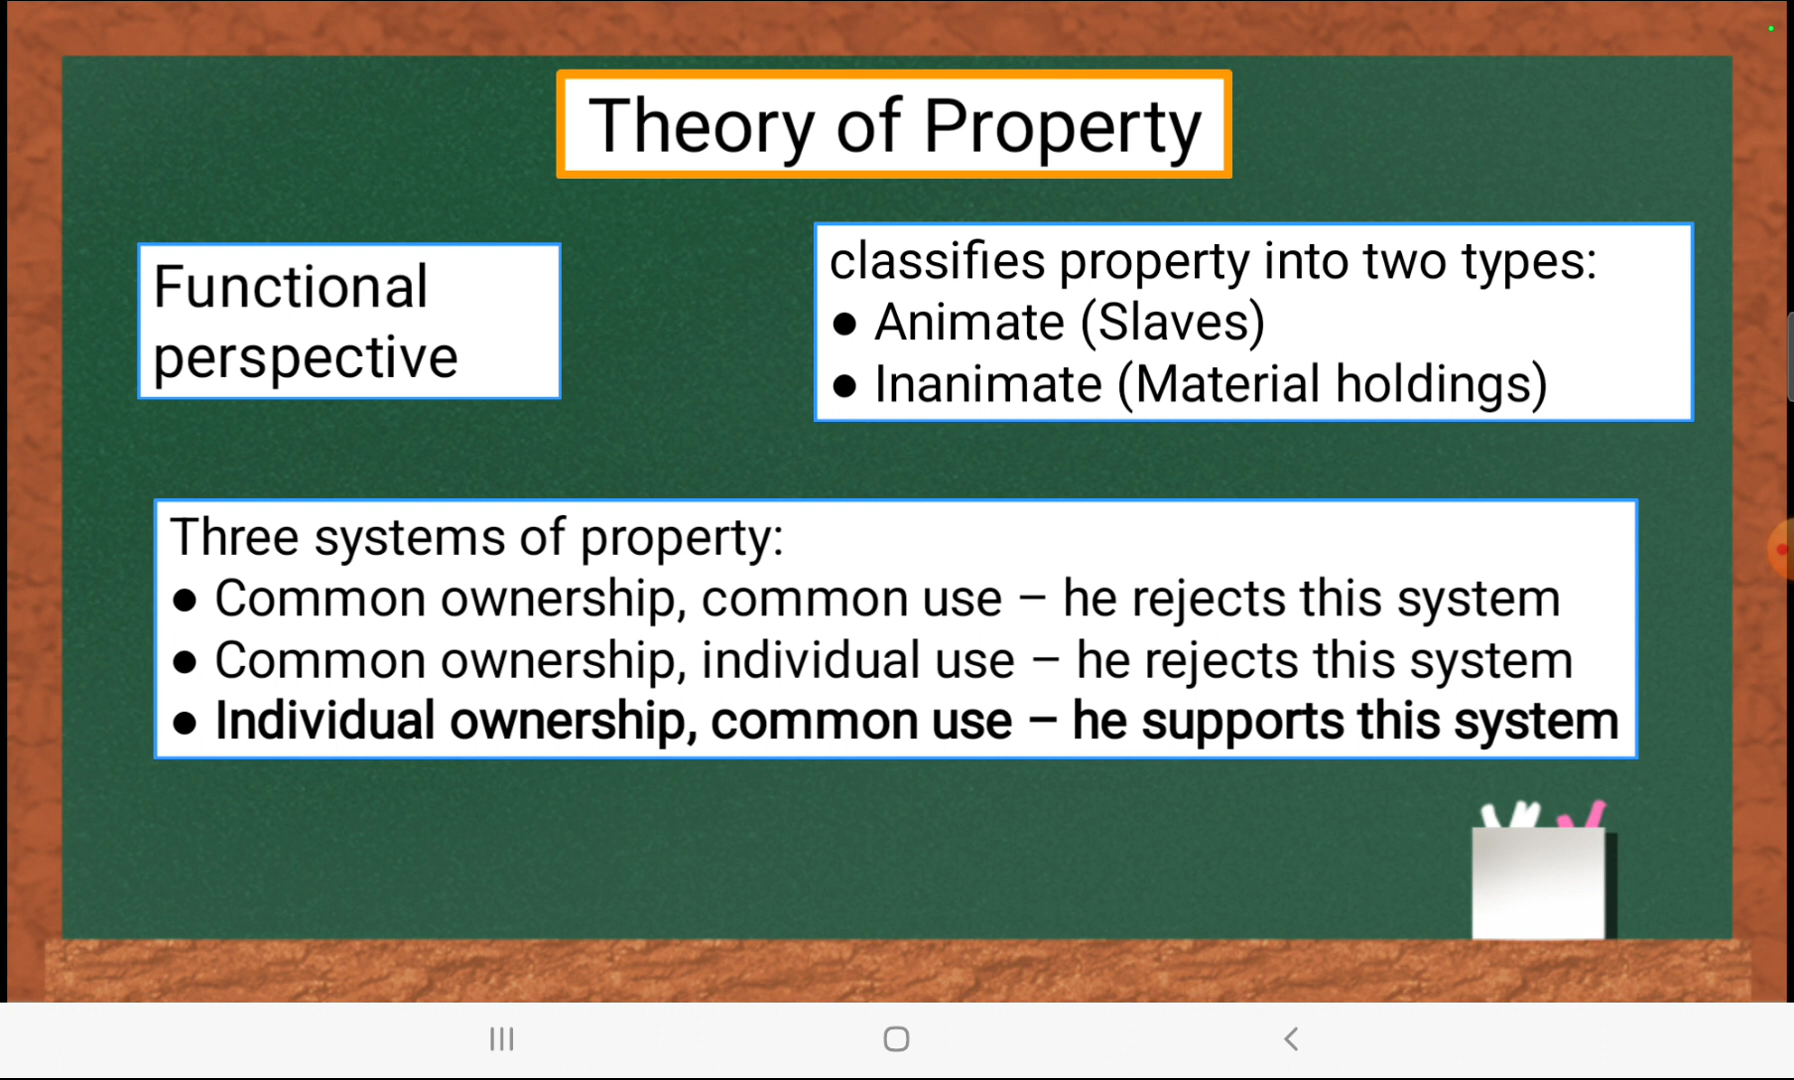 Theory of Property
Functional
perspective
classifies property into two types:
● Animate (Slaves)
● Inanimate (Material holdings)
Three systems of property:
● Common ownership, common use – he rejects this system
● Common ownership, individual use – he rejects this system
● Individual ownership, common use – he supports this system